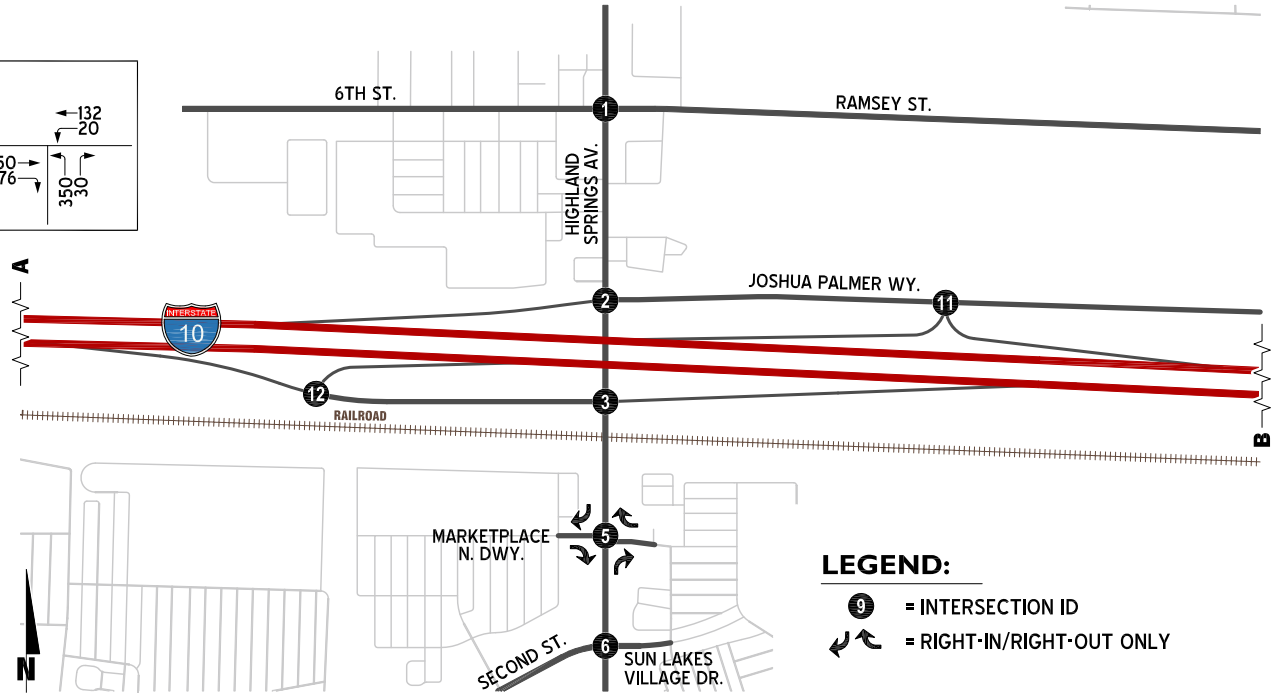 132
20
350
30
6TH ST.
1
RAMSEY ST.
HIGHLAND
SPRINGS AV.
A
INTERSTATE
10
2
JOSHUA PALMER WY.
11
12
3
RAILROAD
B
MARKETPLACE
N. DWY.
5
SECOND ST.
6
SUN LAKES
VILLAGE DR.
N
LEGEND:
9 = INTERSECTION ID
= RIGHT-IN/RIGHT-OUT ONLY